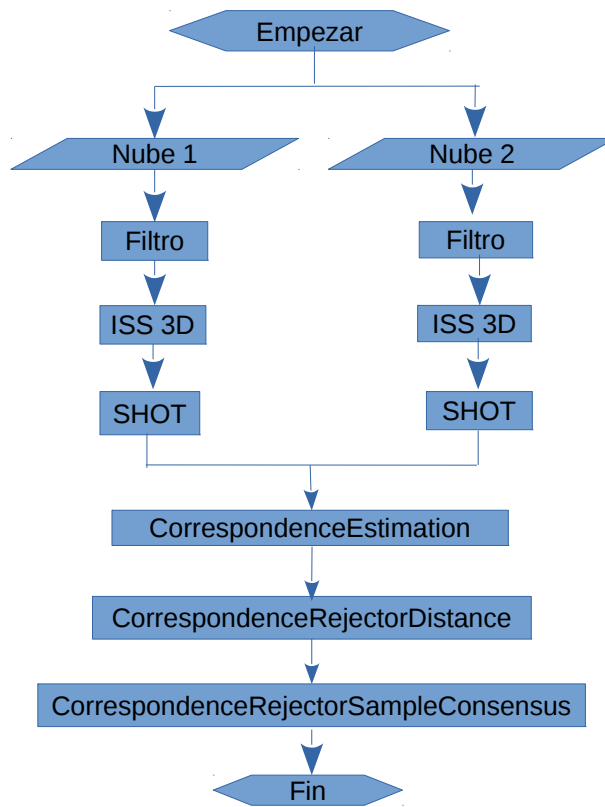 Empezar
Nube 1
Nube 2
Filtro
Filtro
ISS 3D
ISS 3D
SHOT
SHOT
CorrespondenceEstimation
CorrespondenceRejectorDistance
CorrespondenceRejectorSampleConsensus
Fin